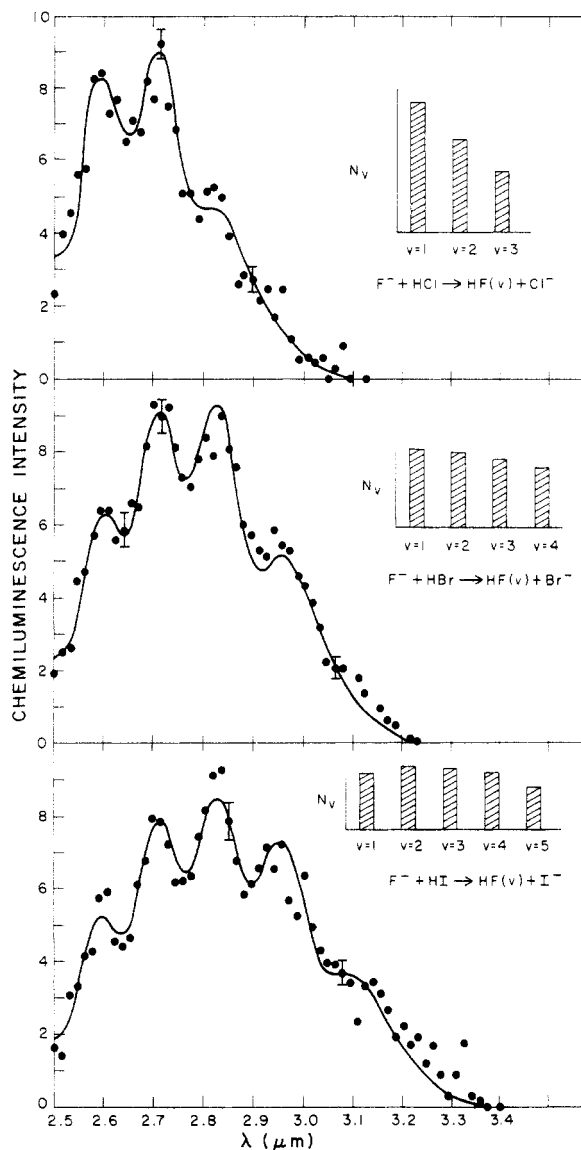 CHEMILUMINESCENCE INTENSITY
10
8
6
4
2
0
N_V
v=1 v=2 v=3
F⁻ + HCl → HF(v) + Cl⁻
8
6
4
2
0
N_V
v=1 v=2 v=3 v=4
F⁻ + HBr → HF(v) + Br⁻
8
6
4
2
0
N_V
v=1 v=2 v=3 v=4 v=5
F⁻ + HI → HF(v) + I⁻
2.5 2.6 2.7 2.8 2.9 3.0 3.1 3.2 3.3 3.4
λ (μm)